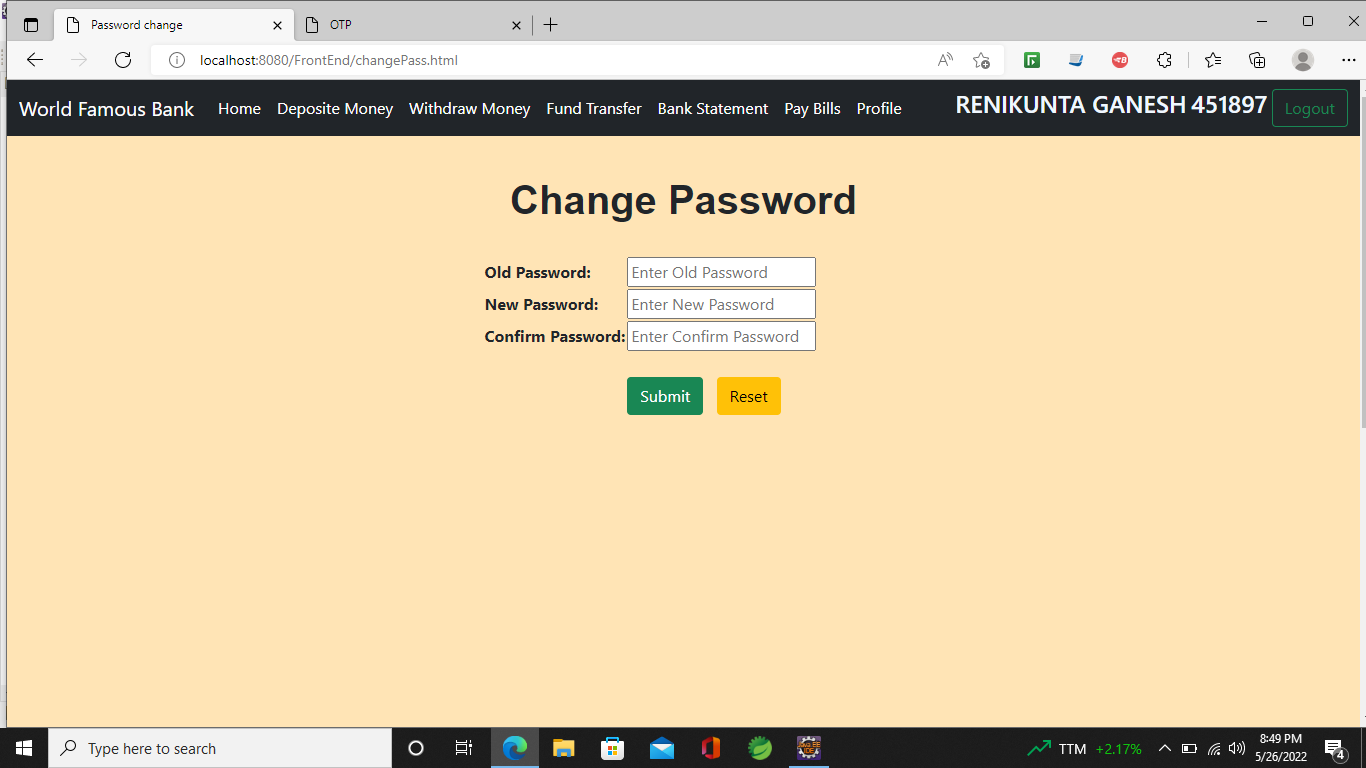 Password change
OTP
localhost:8080/FrontEnd/changePass.html
World Famous Bank Home Deposite Money Withdraw Money Fund Transfer Bank Statement Pay Bills Profile RENIKUNTA GANESH 451897 Logout
Change Password
Old Password: Enter Old Password
New Password: Enter New Password
Confirm Password: Enter Confirm Password
Submit Reset
Type here to search
TTM +2.17%
8:49 PM
5/26/2022
4